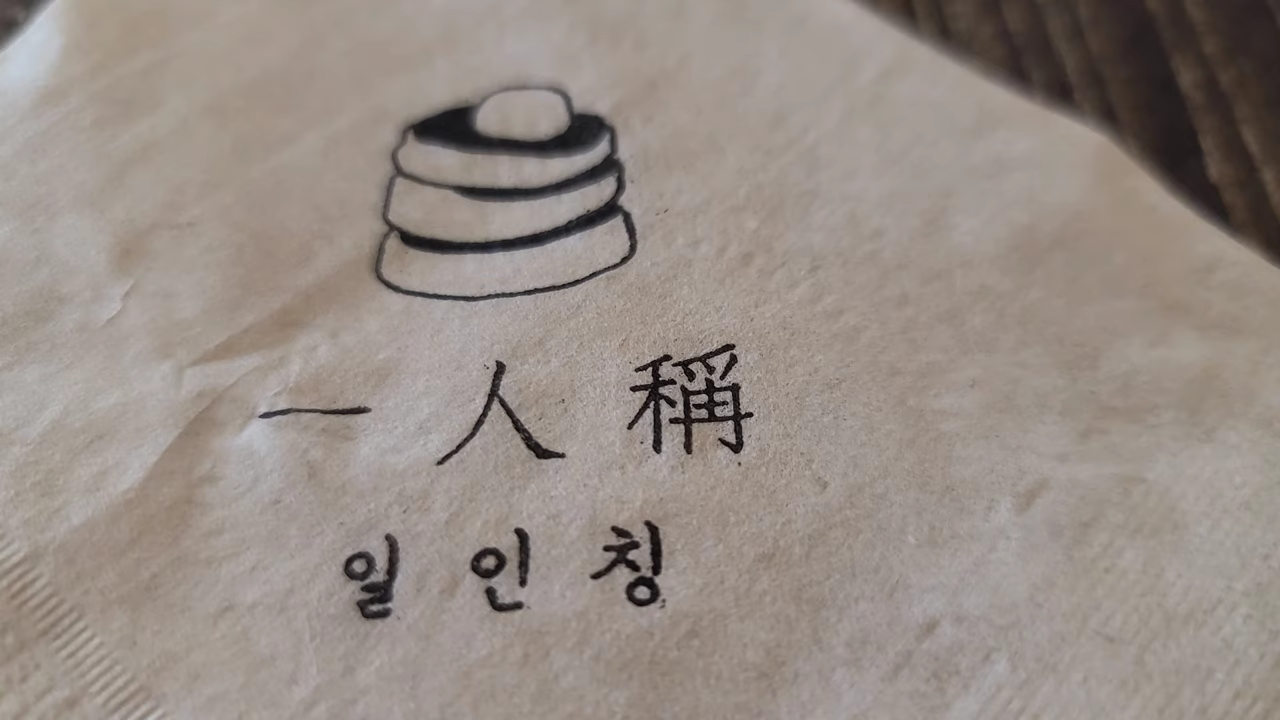 一 人 稱
일 인 칭